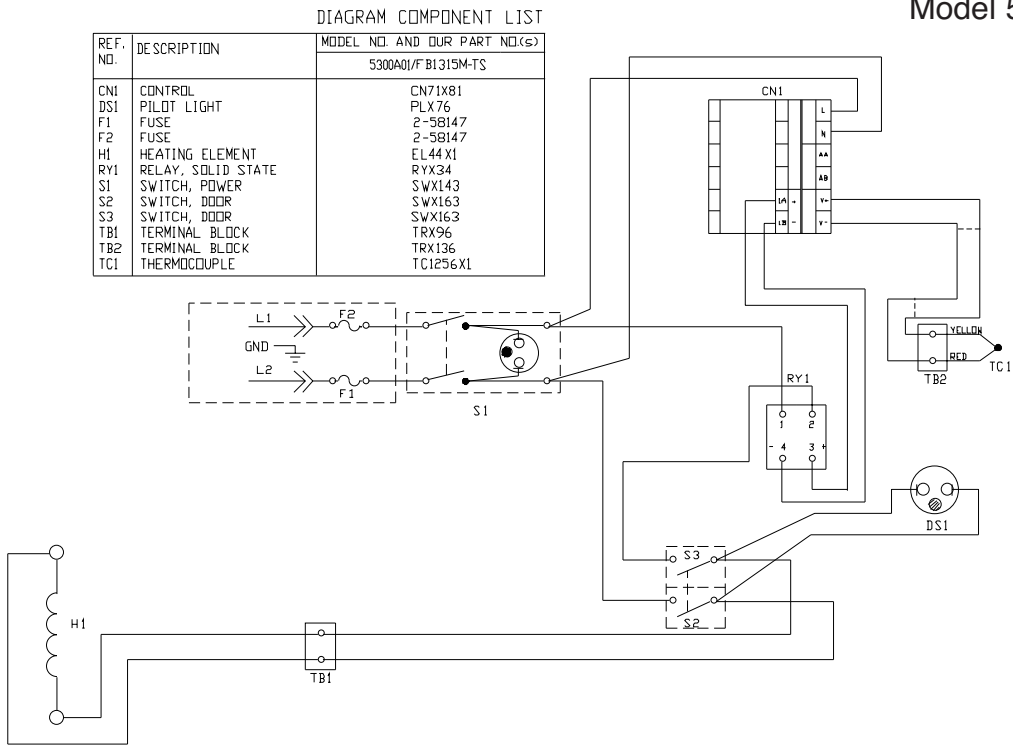 DIAGRAM COMPONENT LIST
Model 5
REF. NO. DESCRIPTION MODEL NO. AND OUR PART NO.(s)
5300A01/FB1315M-TS
CN1 CONTROL CN71X81
DS1 PILOT LIGHT PLX76
F1 FUSE 2-58147
F2 FUSE 2-58147
H1 HEATING ELEMENT EL44X1
RY1 RELAY, SOLID STATE RYX34
S1 SWITCH, POWER SWX143
S2 SWITCH, DOOR SWX163
S3 SWITCH, DOOR SWX163
TB1 TERMINAL BLOCK TRX96
TB2 TERMINAL BLOCK TRX136
TC1 THERMOCOUPLE TC1256X1
CN1
L
N
AA
AB
1A + V+
1B - V-
L1 F2
GND
L2
F1
S1
YELLOW
RED
TB2 TC1
RY1
1 2
- 4 3 +
DS1
S3
S2
H1
TB1